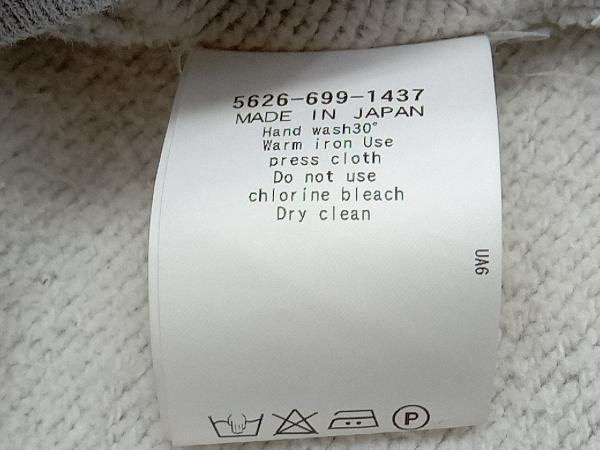 5626-699-1437
MADE IN JAPAN
Hand wash30°
Warm iron Use
press cloth
Do not use
chlorine bleach
Dry clean
UA6
P